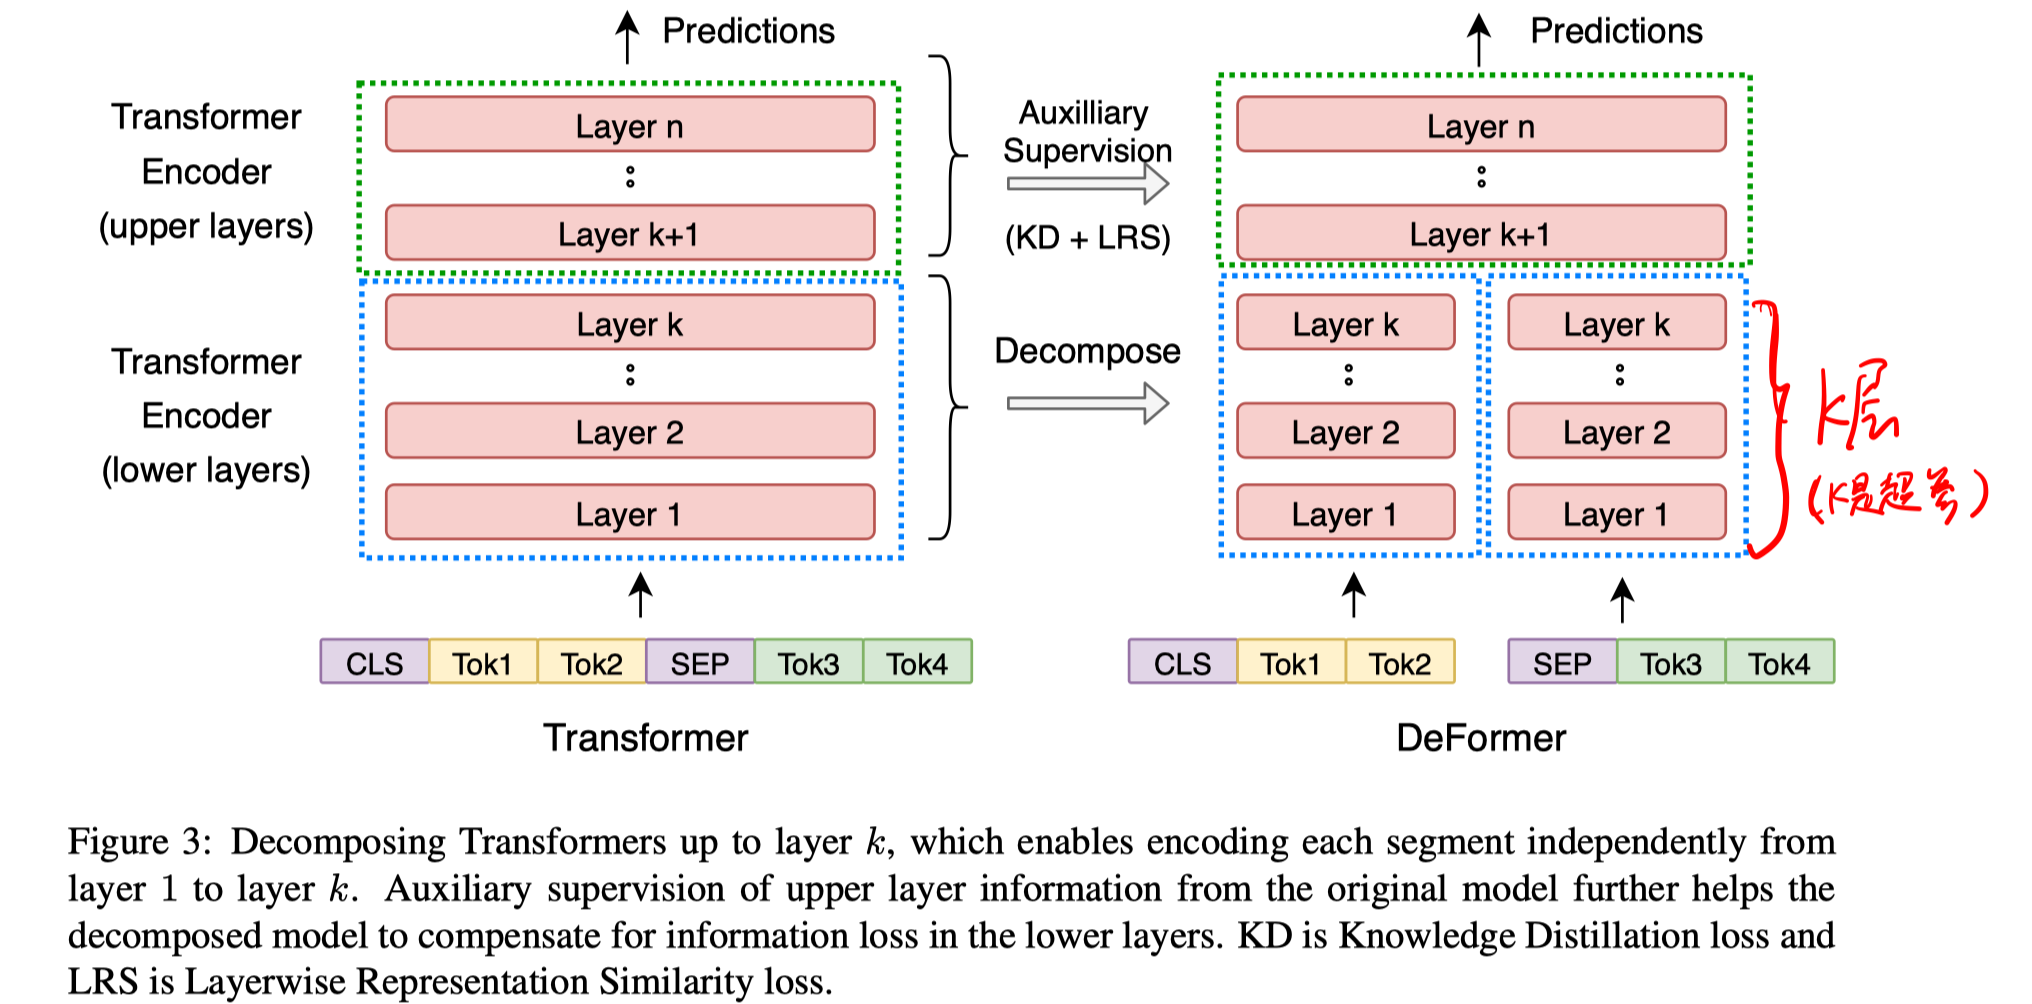 Predictions
Transformer
Encoder
(upper layers)
Layer n
Layer k+1
Transformer
Encoder
(lower layers)
Layer k
Layer 2
Layer 1
CLS Tok1 Tok2 SEP Tok3 Tok4
Transformer
Auxilliary
Supervision
(KD + LRS)
Decompose
Predictions
Layer n
Layer k+1
Layer k Layer k
Layer 2 Layer 2
Layer 1 Layer 1
CLS Tok1 Tok2 SEP Tok3 Tok4
DeFormer
k层
(k是超参)
Figure 3: Decomposing Transformers up to layer k, which enables encoding each segment independently from
layer 1 to layer k. Auxiliary supervision of upper layer information from the original model further helps the
decomposed model to compensate for information loss in the lower layers. KD is Knowledge Distillation loss and
LRS is Layerwise Representation Similarity loss.